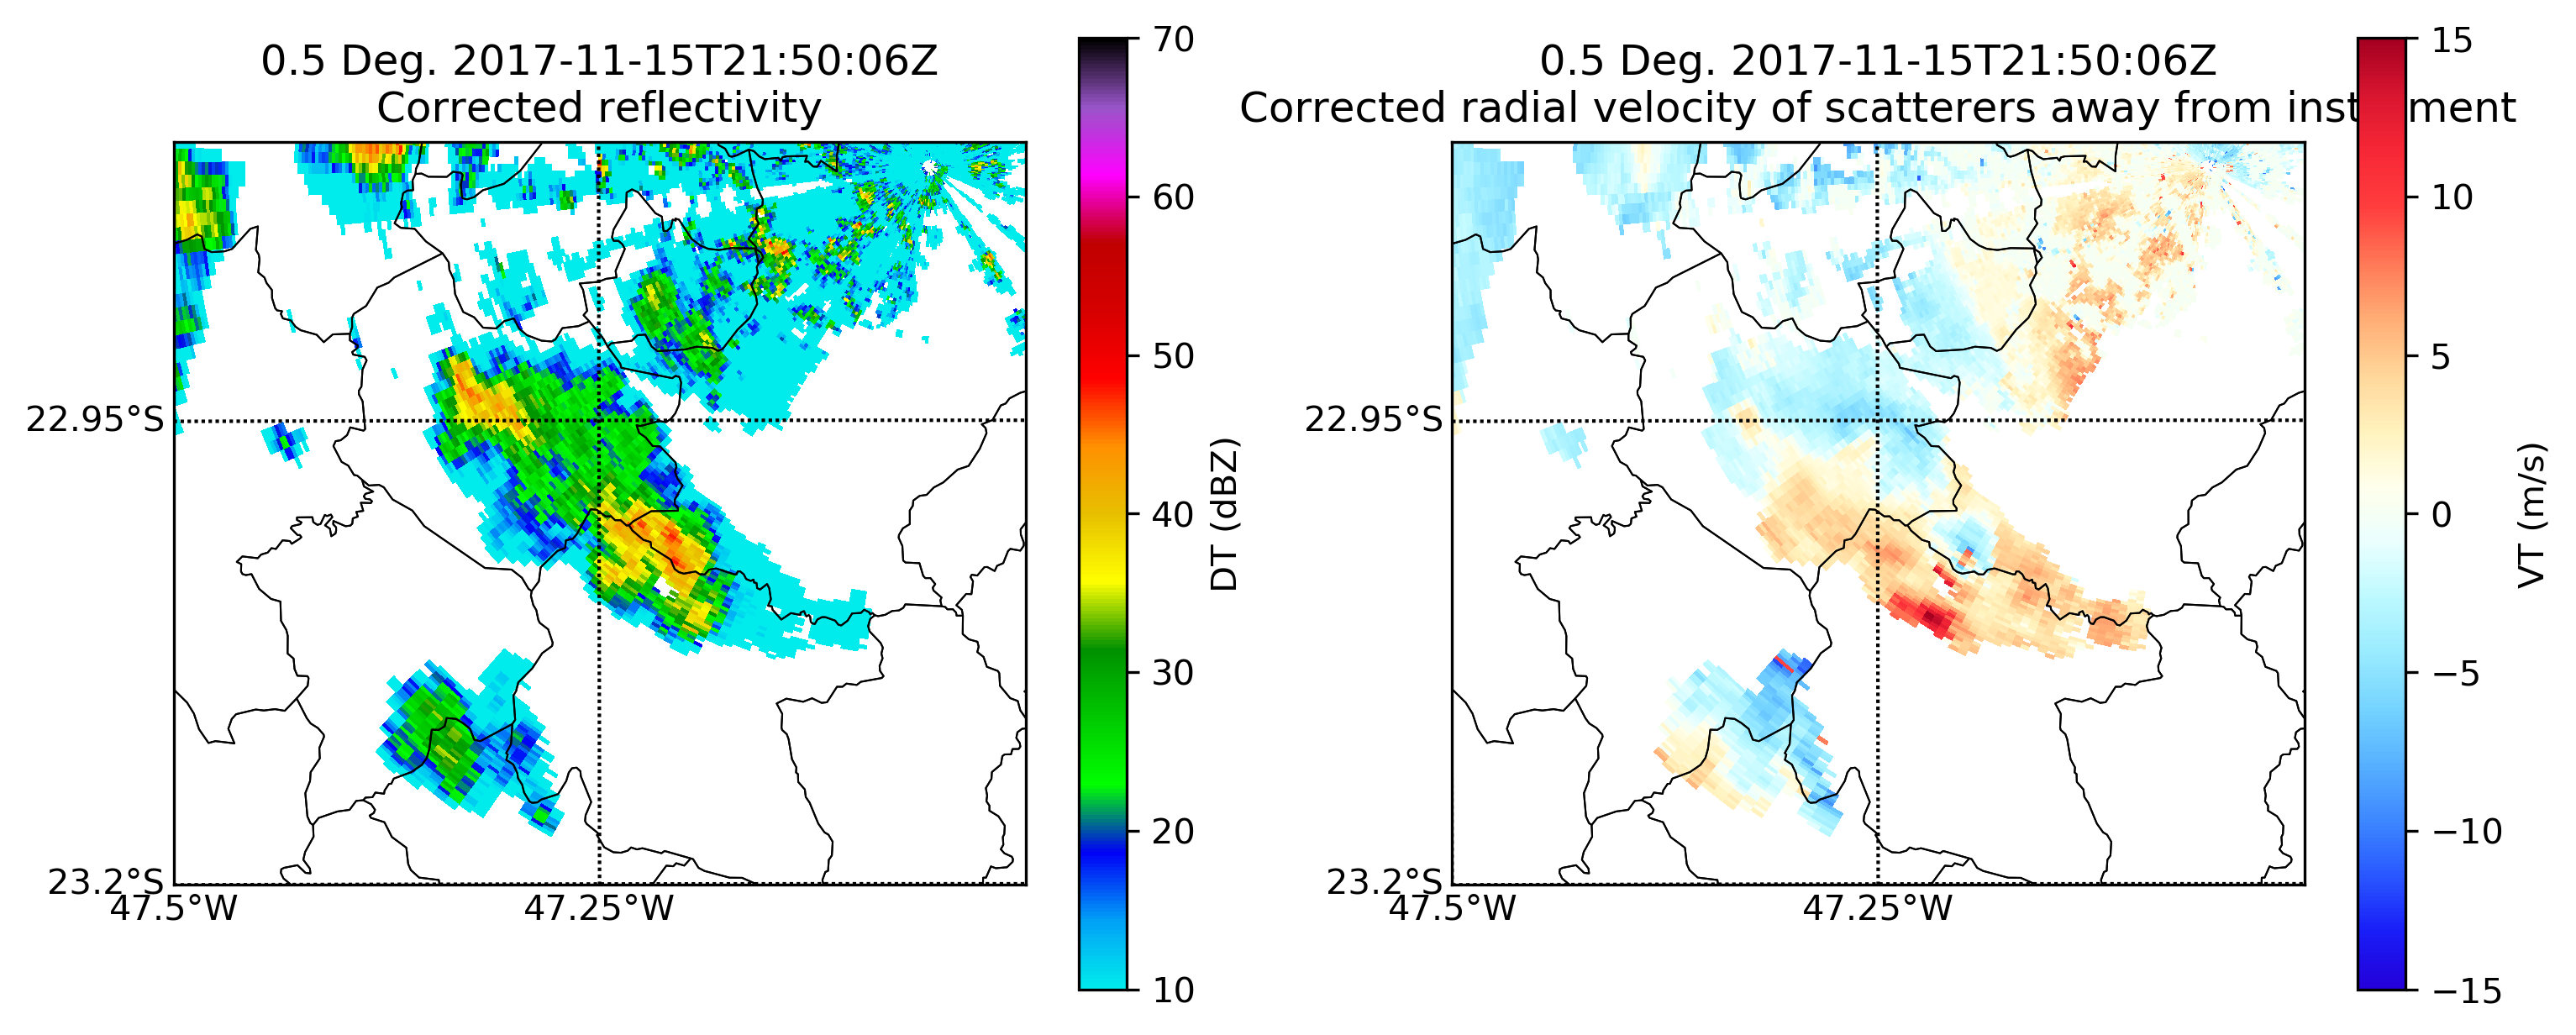 0.5 Deg. 2017-11-15T21:50:06Z
Corrected reflectivity
22.95°S
23.2°S
47.5°W
47.25°W
70
60
50
40
30
20
10
DT (dBZ)
0.5 Deg. 2017-11-15T21:50:06Z
Corrected radial velocity of scatterers away from inst ment
22.95°S
23.2°S
47.5°W
47.25°W
15
10
5
0
−5
−10
−15
VT (m/s)